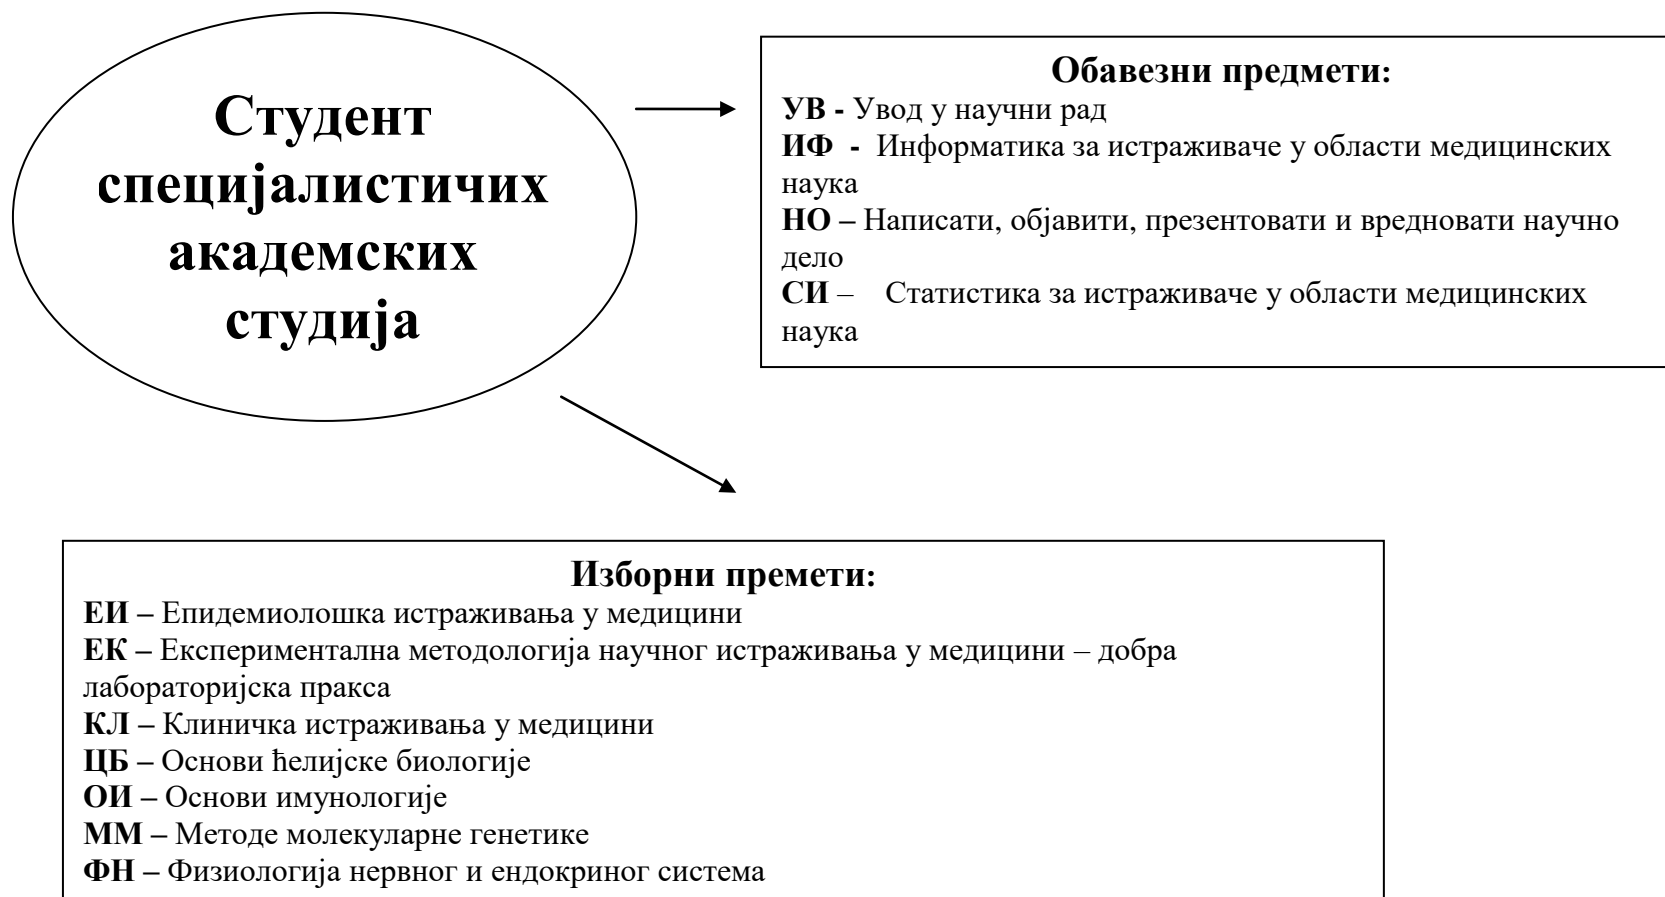 Студент
специјалистичих
академских
студија
Обавезни предмети:
УВ - Увод у научни рад
ИФ - Информатика за истраживаче у области медицинских
наука
НО – Написати, објавити, презентовати и вредновати научно
дело
СИ – Статистика за истраживаче у области медицинских
наука
Изборни премети:
ЕИ – Епидемиолошка истраживања у медицини
ЕК – Експериментална методологија научног истраживања у медицини – добра
лабораторијска пракса
КЛ – Клиничка истраживања у медицини
ЦБ – Основи ћелијске биологије
ОИ – Основи имунологије
ММ – Методе молекуларне генетике
ФН – Физиологија нервног и ендокриног система